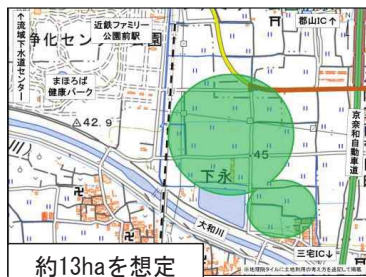 ↑流域下水道センター
近鉄ファミリー
公園前駅
郡山IC↑
浄化センター公園
まほろば
健康パーク
△42.9
京奈和自動車道
45
下永
大和川
三宅IC↓
約13haを想定
※地理院タイルに土地利用の考え方を追記して掲載